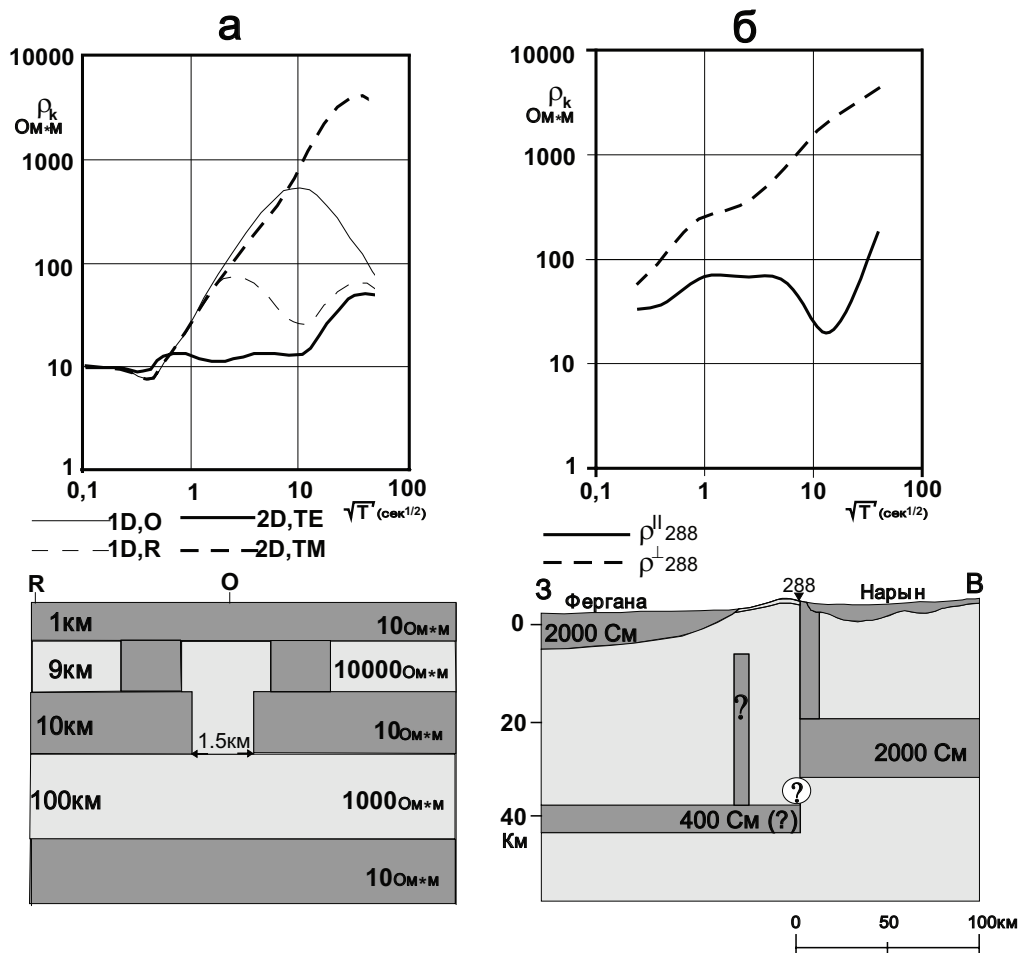 а
10000
ρk
Ом*м
1000
100
10
1
0,1 1 10 100
√T (сек1/2)
1D,O 2D,TE
1D,R 2D,TM
б
10000
ρk
Ом*м
1000
100
10
1
0,1 1 10 100
√T (сек1/2)
ρ|| 288
ρ⊥ 288
R O
1км 10Ом*м
9км 10000Ом*м
10км 10Ом*м
1.5км
100км 1000Ом*м
10Ом*м
З 288 В
Фергана Нарын
0
2000 См
?
20
2000 См
?
40
400 См (?)
Км
0 50 100км